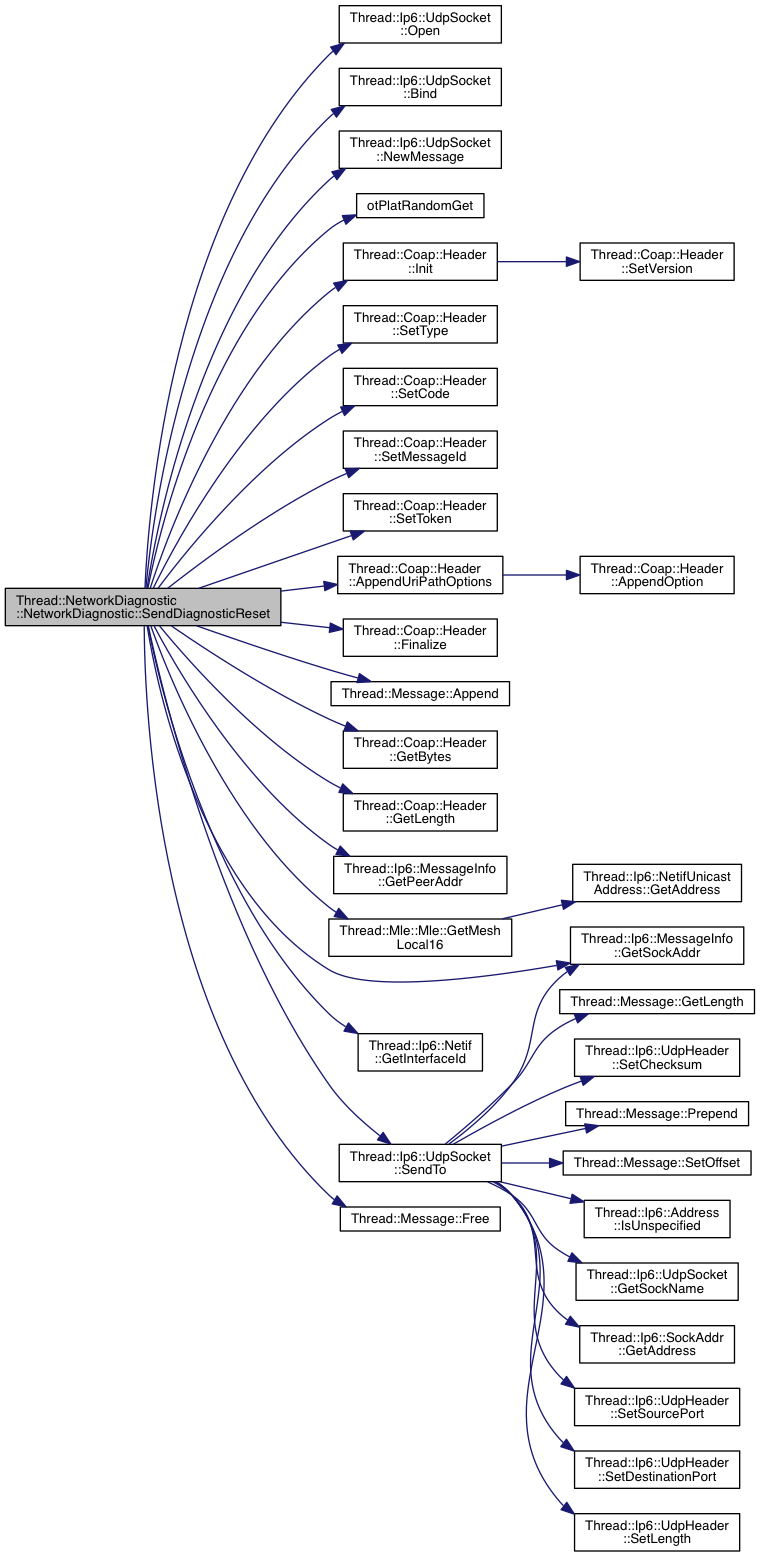 Thread::Ip6::UdpSocket
::Open
Thread::Ip6::UdpSocket
::Bind
Thread::Ip6::UdpSocket
::NewMessage
otPlatRandomGet
Thread::Coap::Header
::Init
Thread::Coap::Header
::SetVersion
Thread::Coap::Header
::SetType
Thread::Coap::Header
::SetCode
Thread::Coap::Header
::SetMessageId
Thread::Coap::Header
::SetToken
Thread::Coap::Header
::AppendUriPathOptions
Thread::Coap::Header
::AppendOption
Thread::NetworkDiagnostic
::NetworkDiagnostic::SendDiagnosticReset
Thread::Coap::Header
::Finalize
Thread::Message::Append
Thread::Coap::Header
::GetBytes
Thread::Coap::Header
::GetLength
Thread::Ip6::MessageInfo
::GetPeerAddr
Thread::Mle::Mle::GetMesh
Local16
Thread::Ip6::NetifUnicast
Address::GetAddress
Thread::Ip6::MessageInfo
::GetSockAddr
Thread::Message::GetLength
Thread::Ip6::Netif
::GetInterfaceId
Thread::Ip6::UdpHeader
::SetChecksum
Thread::Message::Prepend
Thread::Ip6::UdpSocket
::SendTo
Thread::Message::SetOffset
Thread::Message::Free
Thread::Ip6::Address
::IsUnspecified
Thread::Ip6::UdpSocket
::GetSockName
Thread::Ip6::SockAddr
::GetAddress
Thread::Ip6::UdpHeader
::SetSourcePort
Thread::Ip6::UdpHeader
::SetDestinationPort
Thread::Ip6::UdpHeader
::SetLength